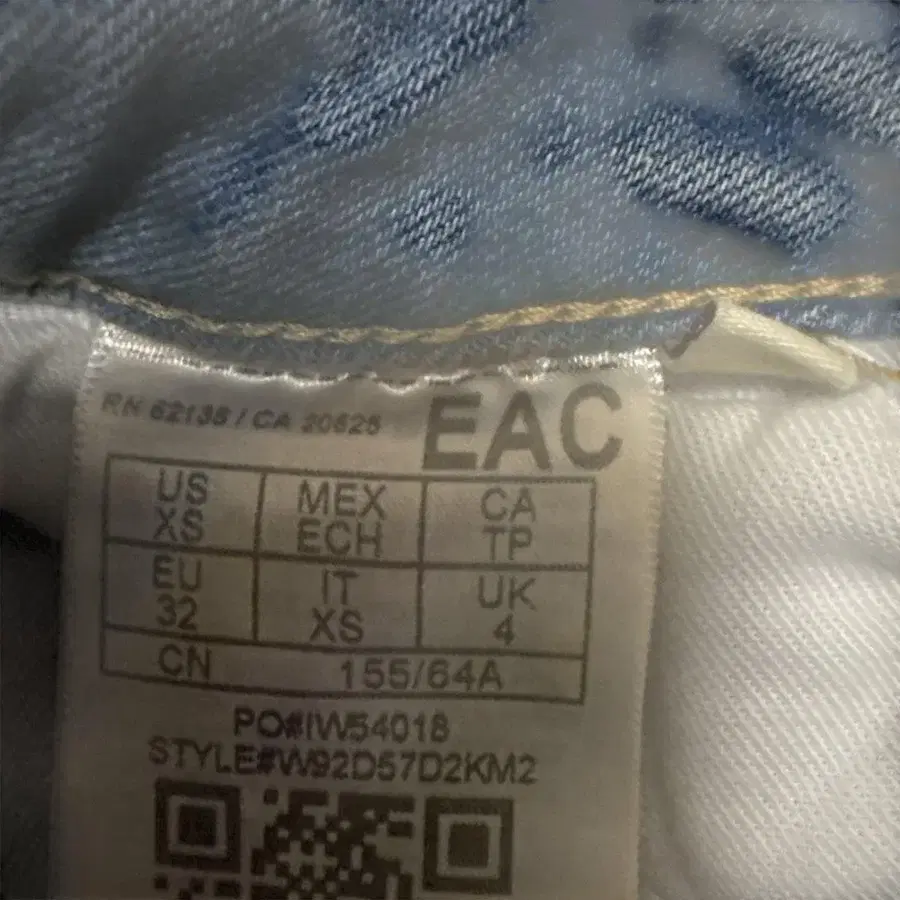 RN 62136 / CA 20625
EAC
US MEX CA
XS ECH TP
EU IT UK
32 XS 4
CN 155/64A
PO#IW54018
STYLE#W92D57D2KM2